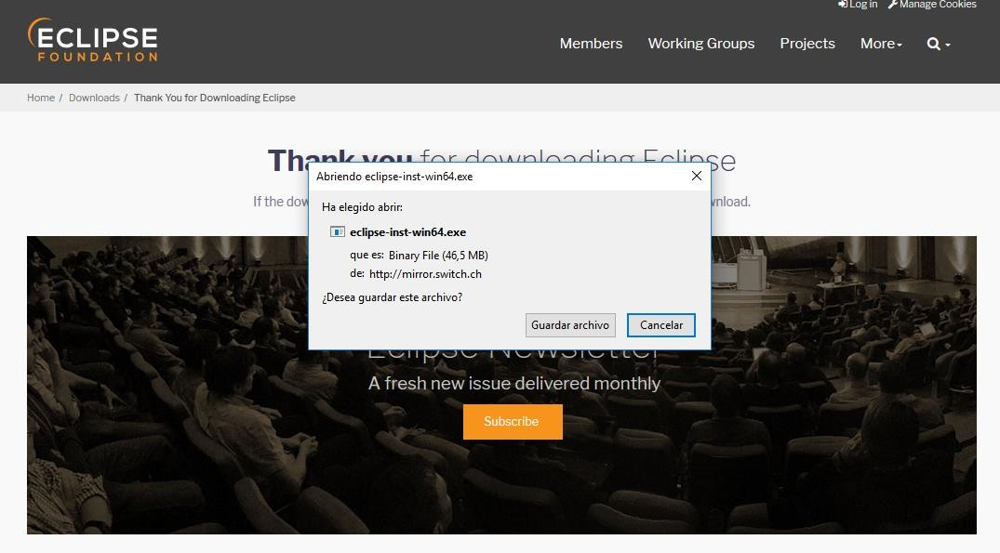 Log in Manage Cookies
ECLIPSE
FOUNDATION
Members Working Groups Projects More
Home / Downloads / Thank You for Downloading Eclipse
Thank you for downloading Eclipse
If the
Abriendo eclipse-inst-win64.exe
Ha elegido abrir:
eclipse-inst-win64.exe
que es: Binary File (46,5 MB)
de: http://mirror.switch.ch
¿Desea guardar este archivo?
Guardar archivo Cancelar
Eclipse Newsletter
A fresh new issue delivered monthly
Subscribe